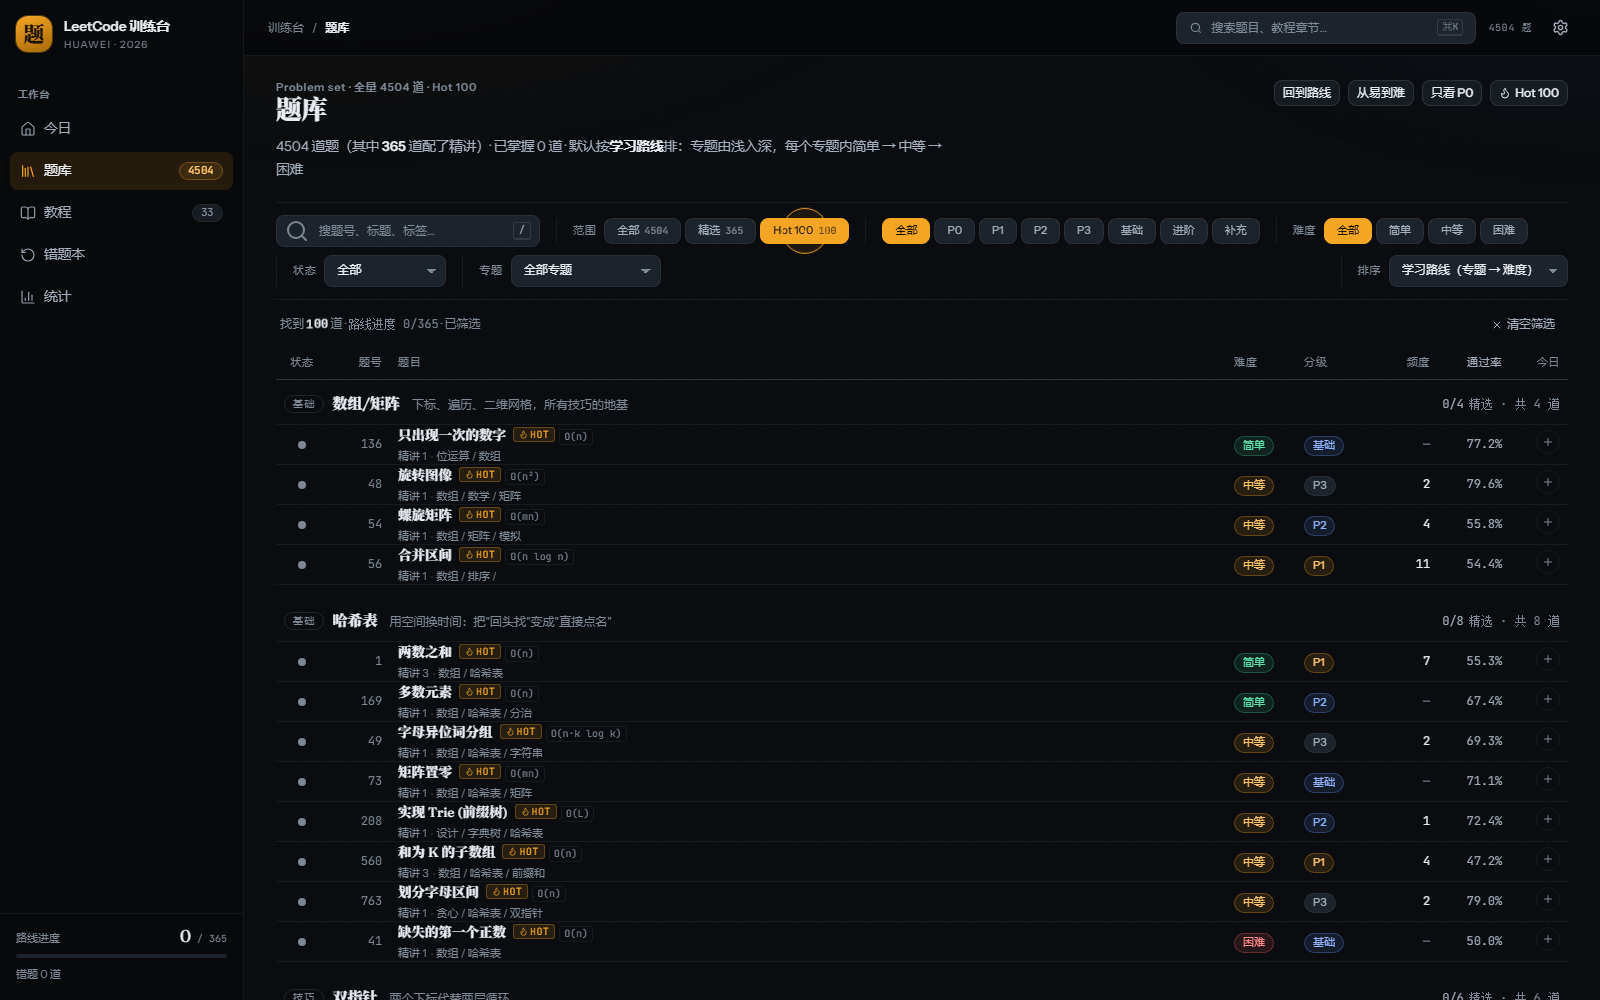 题
LeetCode 训练台
HUAWEI · 2026
工作台
今日
题库 4504
教程 33
错题本
统计
路线进度 0 / 365
错题 0 道
训练台 / 题库
搜索题目、教程章节... ⌘K 4504 题
Problem set · 全量 4504 道 · Hot 100
题库
回到路线 从易到难 只看 P0 Hot 100
4504 道题（其中 365 道配了精讲）· 已掌握 0 道 · 默认按学习路线排：专题由浅入深，每个专题内简单 → 中等 →
困难
搜题号、标题、标签... / 范围 全部 4504 精选 365 Hot 100 100 全部 P0 P1 P2 P3 基础 进阶 补充 难度 全部 简单 中等 困难
状态 全部 专题 全部专题 排序 学习路线（专题 → 难度）
找到 100 道 · 路线进度 0/365 · 已筛选 × 清空筛选
状态 题号 题目 难度 分级 频度 通过率 今日
基础 数组/矩阵 下标、遍历、二维网格，所有技巧的地基 0/4 精选 · 共 4 道
136 只出现一次的数字 HOT O(n) 简单 基础 — 77.2% +
精讲 1 · 位运算 / 数组
48 旋转图像 HOT O(n²) 中等 P3 2 79.6% +
精讲 1 · 数组 / 数学 / 矩阵
54 螺旋矩阵 HOT O(mn) 中等 P2 4 55.8% +
精讲 1 · 数组 / 矩阵 / 模拟
56 合并区间 HOT O(n log n) 中等 P1 11 54.4% +
精讲 1 · 数组 / 排序 /
基础 哈希表 用空间换时间：把"回头找"变成"直接点名" 0/8 精选 · 共 8 道
1 两数之和 HOT O(n) 简单 P1 7 55.3% +
精讲 3 · 数组 / 哈希表
169 多数元素 HOT O(n) 简单 P2 — 67.4% +
精讲 1 · 数组 / 哈希表 / 分治
49 字母异位词分组 HOT O(n·k log k) 中等 P3 2 69.3% +
精讲 1 · 数组 / 哈希表 / 字符串
73 矩阵置零 HOT O(mn) 中等 基础 — 71.1% +
精讲 1 · 数组 / 哈希表 / 矩阵
208 实现 Trie (前缀树) HOT O(L) 中等 P2 1 72.4% +
精讲 1 · 设计 / 字典树 / 哈希表
560 和为 K 的子数组 HOT O(n) 中等 P1 4 47.2% +
精讲 3 · 数组 / 哈希表 / 前缀和
763 划分字母区间 HOT O(n) 中等 P3 2 79.0% +
精讲 1 · 贪心 / 哈希表 / 双指针
41 缺失的第一个正数 HOT O(n) 困难 基础 — 50.0% +
精讲 1 · 数组 / 哈希表
技巧 双指针 两个下标代替两层循环 0/6 精选 · 共 6 道